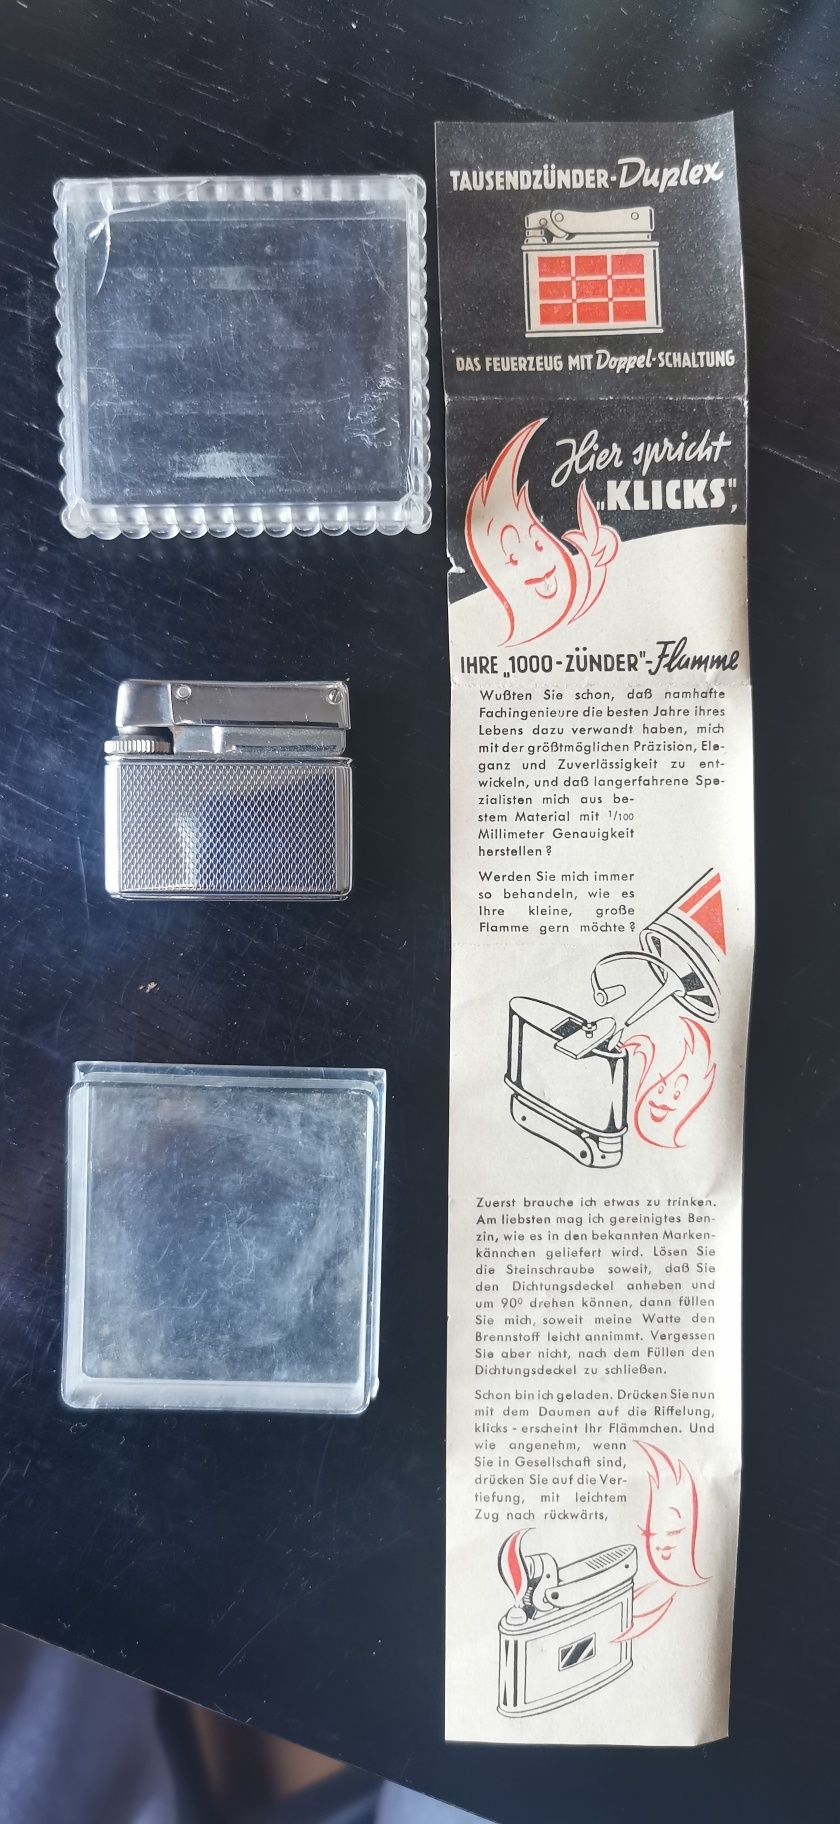 TAUSENDZÜNDER-Duplex
DAS FEUERZEUG MIT Doppel-SCHALTUNG
Hier spricht
„KLICKS“,
IHRE „1000-ZÜNDER“-Flamme
Wußten Sie schon, daß namhafte
Fachingenieure die besten Jahre ihres
Lebens dazu verwandt haben, mich
mit der größtmöglichen Präzision, Ele-
ganz und Zuverlässigkeit zu ent-
wickeln, und daß langerfahrene Spe-
zialisten mich aus be-
stem Material mit 1/100
Millimeter Genauigkeit
herstellen?
Werden Sie mich immer
so behandeln, wie es
Ihre kleine, große
Flamme gern möchte?
Zuerst brauche ich etwas zu trinken.
Am liebsten mag ich gereinigtes Ben-
zin, wie es in den bekannten Marken-
kännchen geliefert wird. Lösen Sie
die Steinschraube soweit, daß Sie
den Dichtungsdeckel anheben und
um 90° drehen können, dann füllen
Sie mich, soweit meine Watte den
Brennstoff leicht annimmt. Vergessen
Sie aber nicht, nach dem Füllen den
Dichtungsdeckel zu schließen.
Schon bin ich geladen. Drücken Sie nun
mit dem Daumen auf die Riffelung,
klicks - erscheint Ihr Flämmchen. Und
wie angenehm, wenn
Sie in Gesellschaft sind,
drücken Sie auf die Ver-
tiefung, mit leichtem
Zug nach rückwärts,